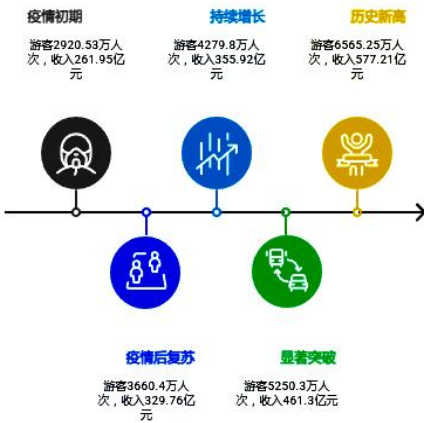 疫情初期
持续增长
历史新高
游客2920.53万人
次，收入261.95亿
元
游客4279.8万人
次，收入355.92亿
元
游客6565.25万人
次，收入577.21亿
元
疫情后复苏
显著突破
游客3660.4万人
次，收入329.76亿
元
游客5250.3万人
次，收入461.3亿元